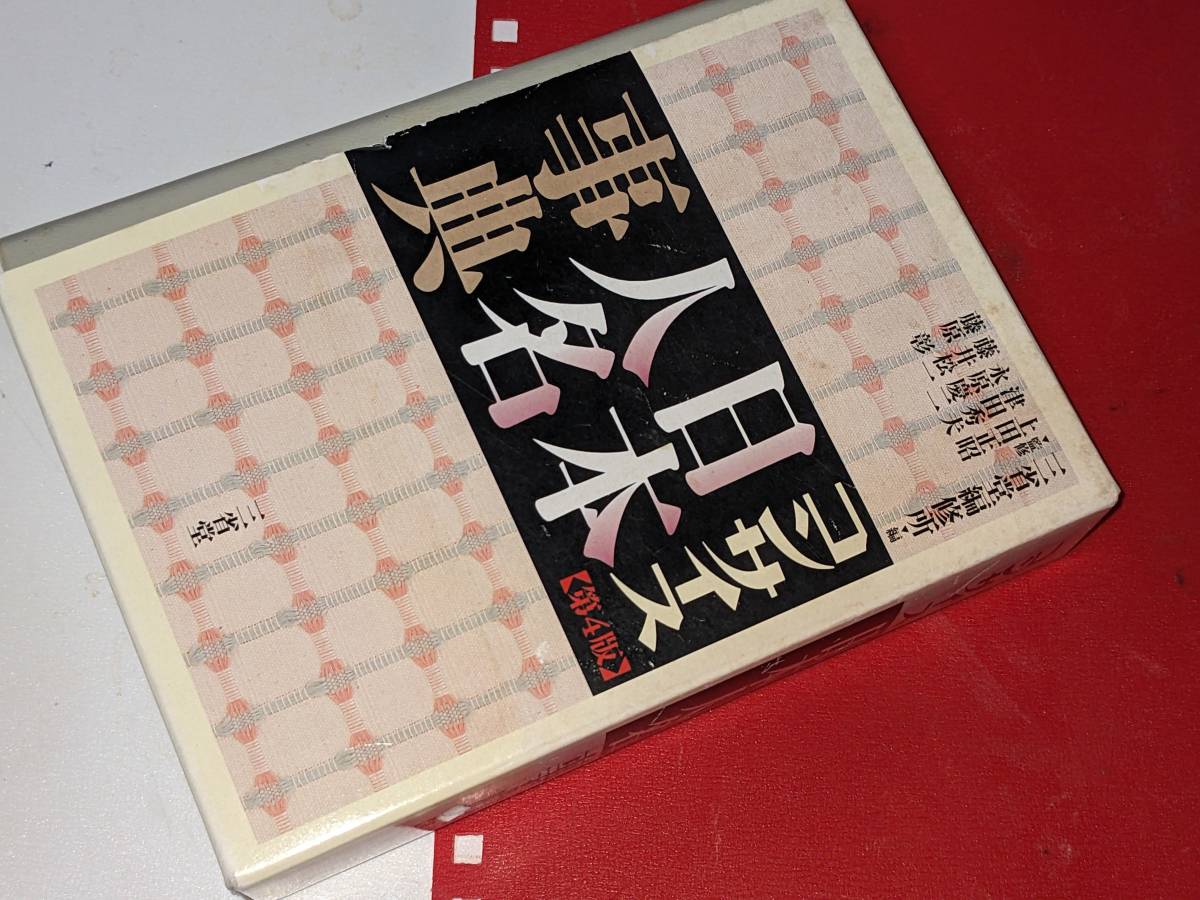 上田正昭
津田秀夫
永原慶二
藤井松一
藤原彰
▼監修
三省堂編修所▼編
コンサイス
日本
人名
事典
【第4版】
三省堂